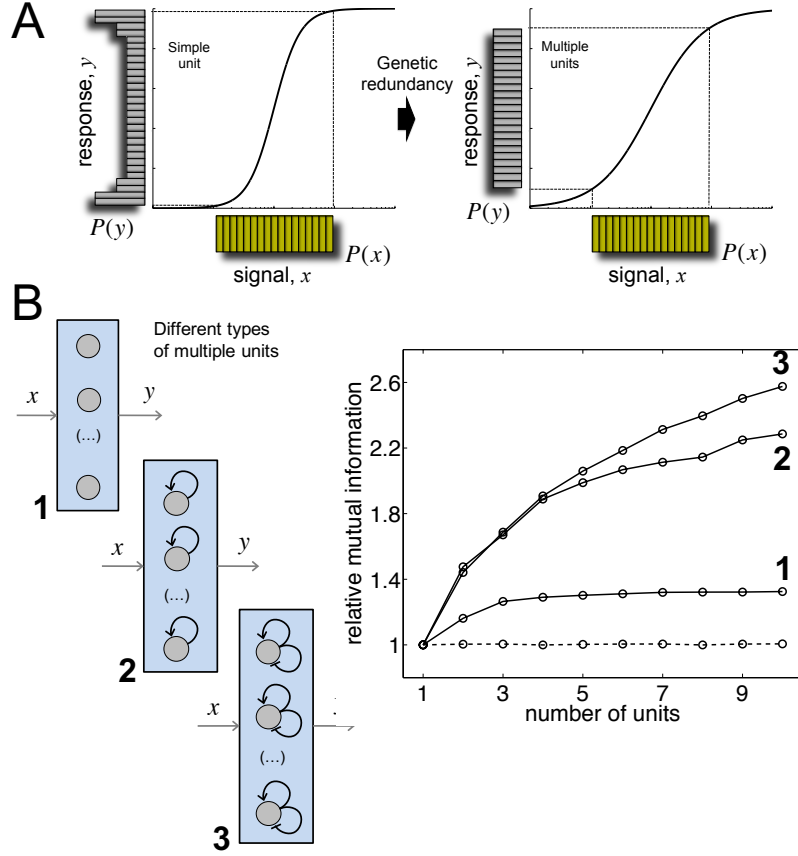 A
response, y
Simple
unit
P(y)
P(x)
signal, x
Genetic
redundancy
response, y
Multiple
units
P(y)
P(x)
signal, x
B
Different types
of multiple units
x
y
(...)
1
x
y
(...)
2
x
(...)
3
relative mutual information
2.6
2.2
1.8
1.4
1
1
3
5
7
9
number of units
3
2
1